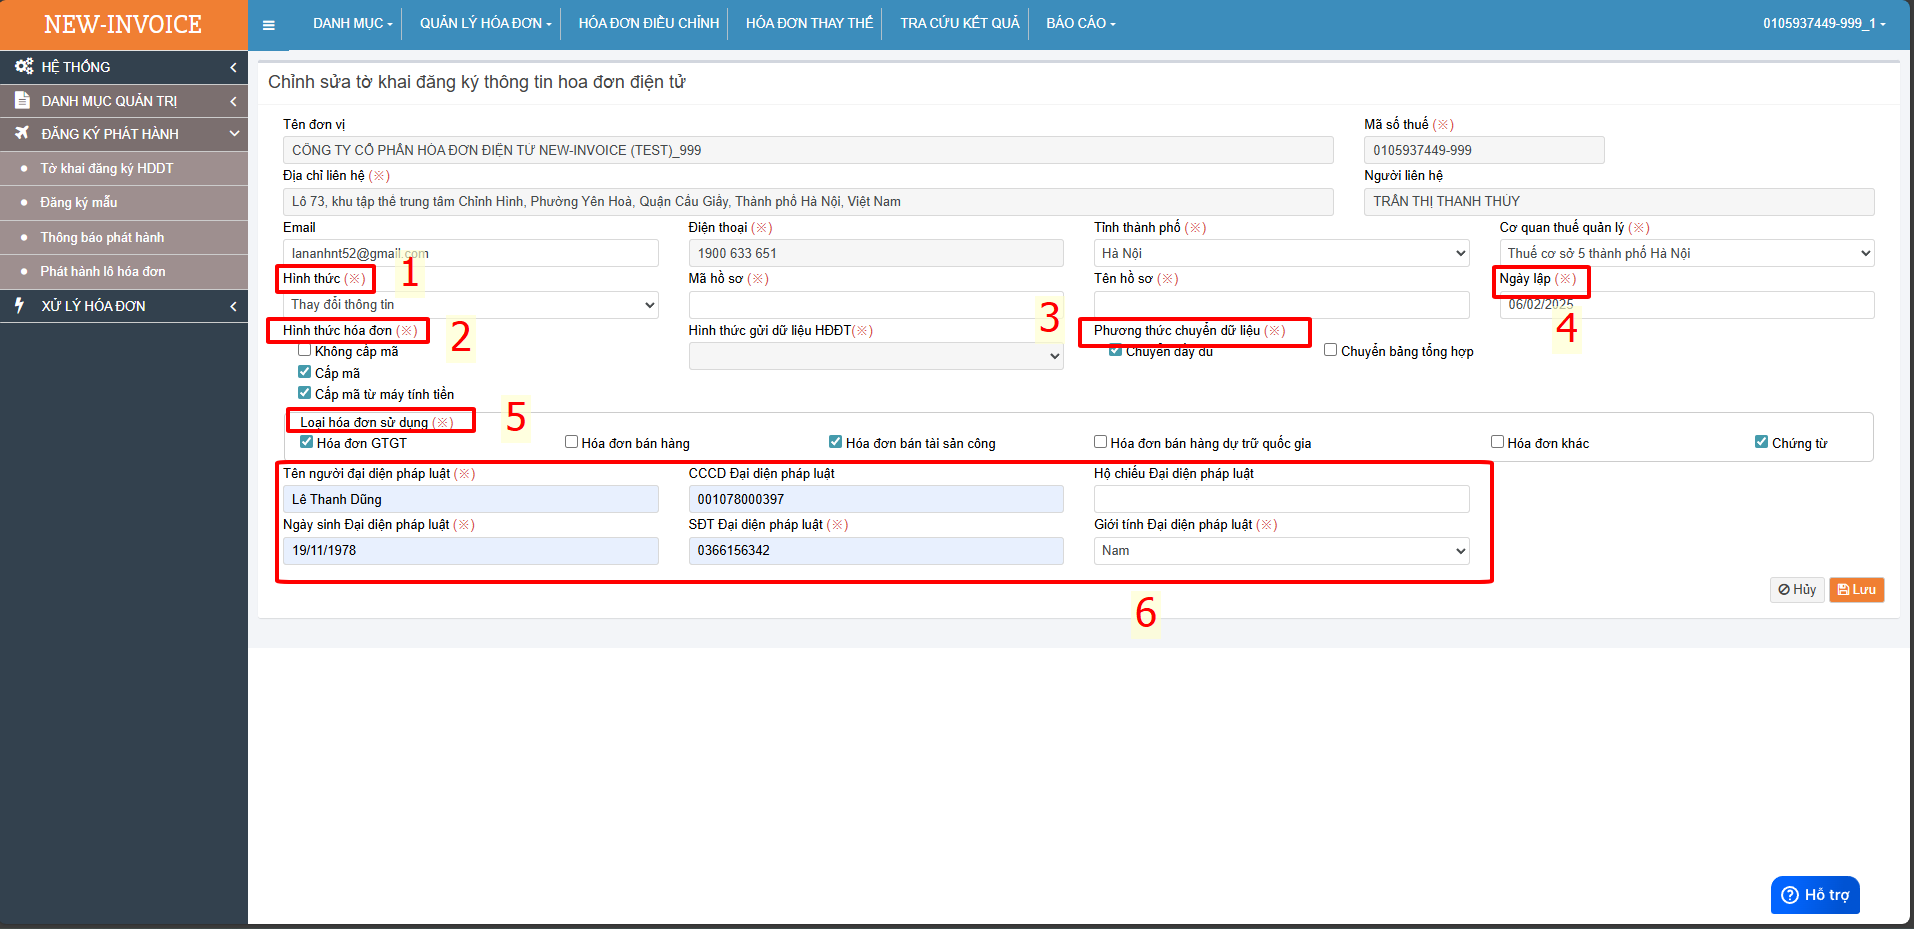 NEW-INVOICE
DANH MỤC
QUẢN LÝ HÓA ĐƠN
HÓA ĐƠN ĐIỀU CHỈNH
HÓA ĐƠN THAY THẾ
TRA CỨU KẾT QUẢ
BÁO CÁO
0105937449-999_1
HỆ THỐNG
DANH MỤC QUẢN TRỊ
ĐĂNG KÝ PHÁT HÀNH
Tờ khai đăng ký HDDT
Đăng ký mẫu
Thông báo phát hành
Phát hành lô hóa đơn
XỬ LÝ HÓA ĐƠN
Chỉnh sửa tờ khai đăng ký thông tin hoa đơn điện tử
Tên đơn vị
Mã số thuế (※)
CÔNG TY CỔ PHẦN HÓA ĐƠN ĐIỆN TỬ NEW-INVOICE (TEST)_999
0105937449-999
Địa chỉ liên hệ (※)
Người liên hệ
Lô 73, khu tập thể trung tâm Chỉnh Hình, Phường Yên Hoà, Quận Cầu Giấy, Thành phố Hà Nội, Việt Nam
TRẦN THỊ THANH THỦY
Email
Điện thoại (※)
Tỉnh thành phố (※)
Cơ quan thuế quản lý (※)
lananhnt52@gmail.com
1900 633 651
Hà Nội
Thuế cơ sở 5 thành phố Hà Nội
Hình thức (※)
1
Mã hồ sơ (※)
Tên hồ sơ (※)
Ngày lập (※)
Thay đổi thông tin
06/02/2025
Hình thức hóa đơn (※)
2
Hình thức gửi dữ liệu HĐĐT(※)
3
Phương thức chuyển dữ liệu (※)
4
Không cấp mã
Chuyển đầy đủ
Chuyển bảng tổng hợp
Cấp mã
Cấp mã từ máy tính tiền
Loại hóa đơn sử dụng (※)
5
Hóa đơn GTGT
Hóa đơn bán hàng
Hóa đơn bán tài sản công
Hóa đơn bán hàng dự trữ quốc gia
Hóa đơn khác
Chứng từ
Tên người đại diện pháp luật (※)
CCCD Đại diện pháp luật
Hộ chiếu Đại diện pháp luật
Lê Thanh Dũng
001078000397
Ngày sinh Đại diện pháp luật (※)
SĐT Đại diện pháp luật (※)
Giới tính Đại diện pháp luật (※)
19/11/1978
0366156342
Nam
6
Hủy
Lưu
Hỗ trợ